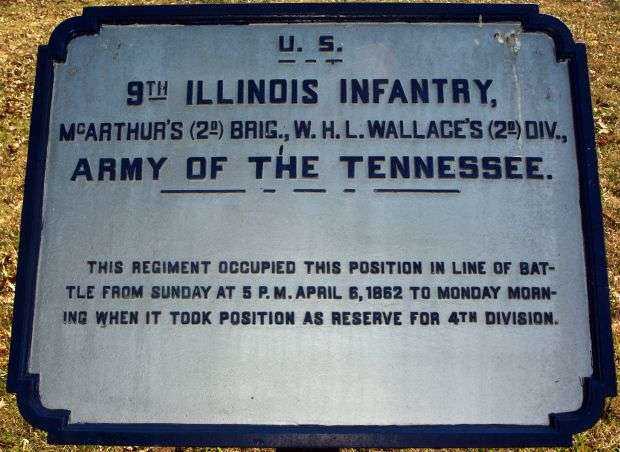 U. S.
9TH ILLINOIS INFANTRY,
McARTHUR'S (2D) BRIG., W. H. L. WALLACE'S (2D) DIV.,
ARMY OF THE TENNESSEE.
THIS REGIMENT OCCUPIED THIS POSITION IN LINE OF BAT-
TLE FROM SUNDAY AT 5 P.M. APRIL 6, 1862 TO MONDAY MORN-
ING WHEN IT TOOK POSITION AS RESERVE FOR 4TH DIVISION.